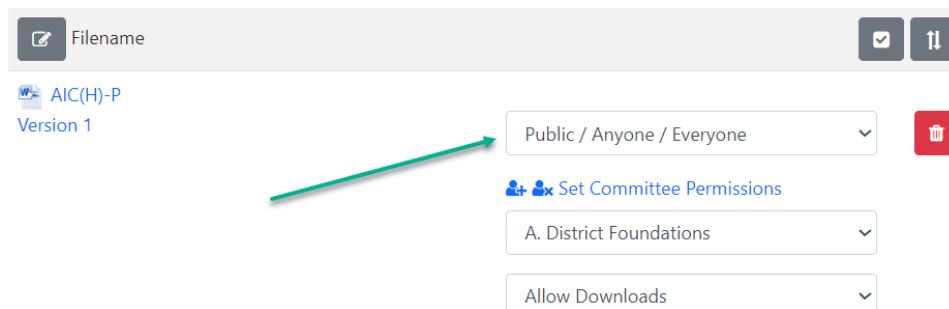 Filename
AIC(H)-P
Version 1
Public / Anyone / Everyone
Set Committee Permissions
A. District Foundations
Allow Downloads